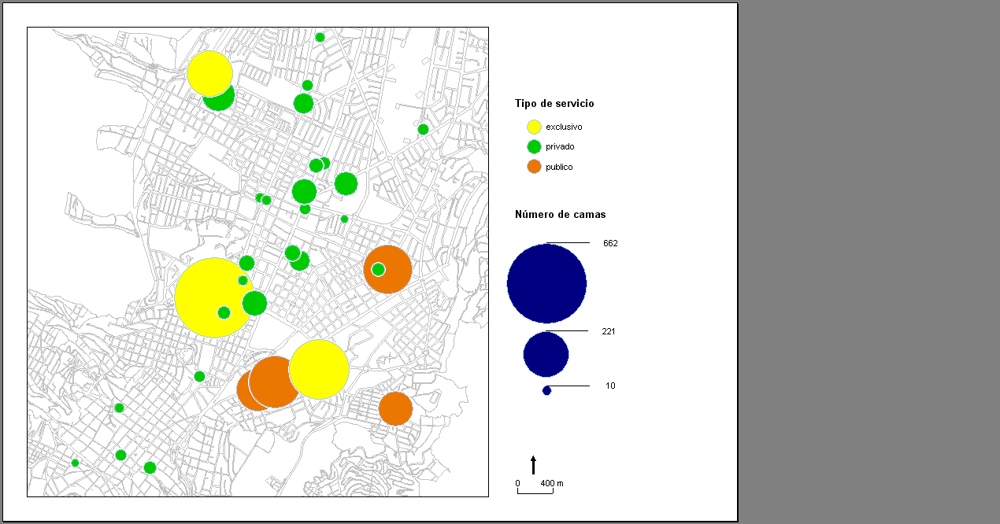 Tipo de servicio
exclusivo
privado
publico
Número de camas
662
221
10
0 400 m